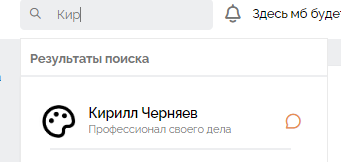 Кир
Здесь мб будет
Результаты поиска
Кирилл Черняев
Профессионал своего дела